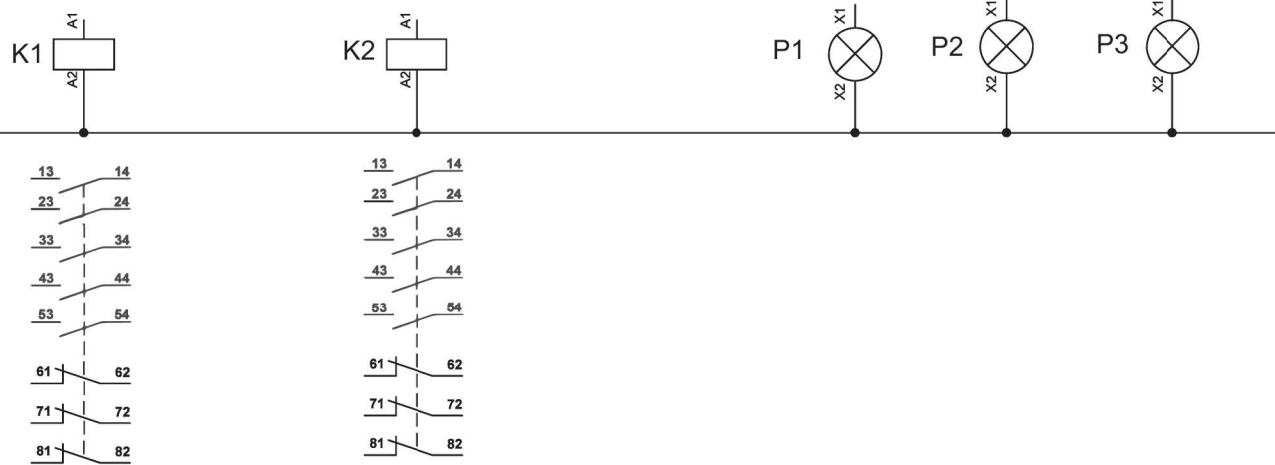 A1 A1 X1 X1 X1
K1 K2 P1 P2 P3
A2 A2 X2 X2 X2
13 14 13 14
23 24 23 24
33 34 33 34
43 44 43 44
53 54 53 54
61 62 61 62
71 72 71 72
81 82 81 82